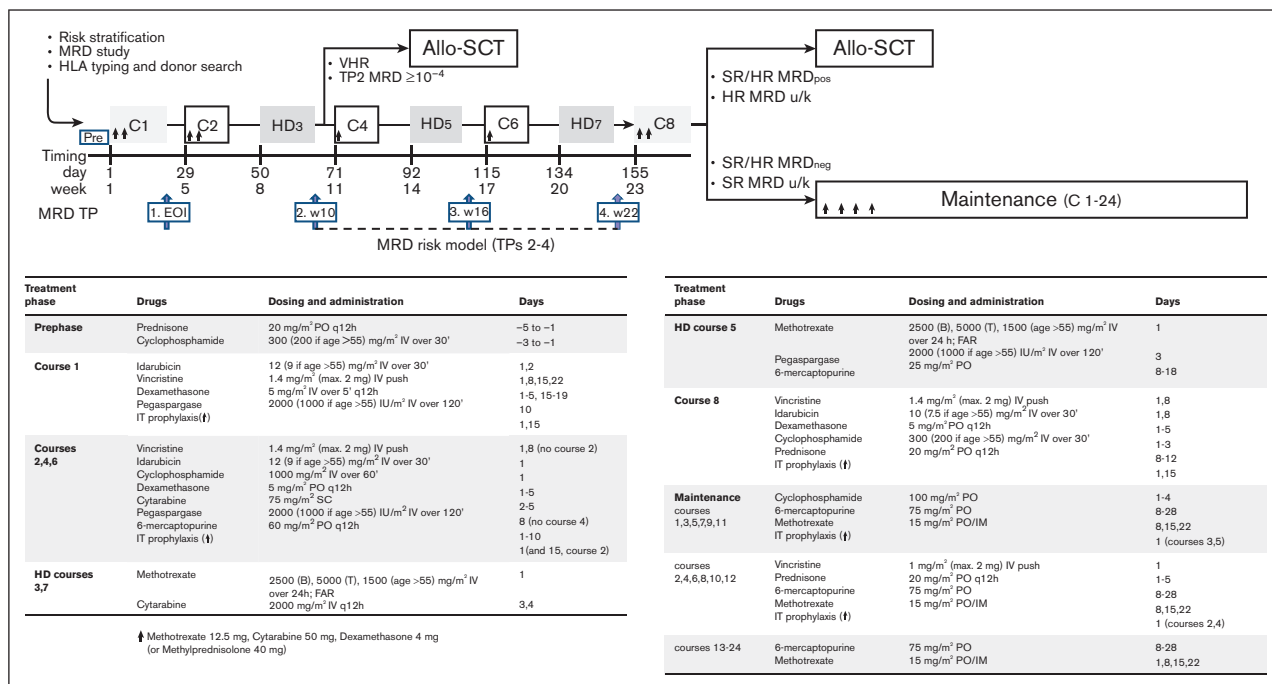 • Risk stratification
• MRD study
• HLA typing and donor search
• VHR
• TP2 MRD ≥10⁻⁴
Allo-SCT
Allo-SCT
• SR/HR MRDpos
• HR MRD u/k
Pre C1 C2 HD3 C4 HD5 C6 HD7 C8
Timing
day 1 29 50 71 92 115 134 155
week 1 5 8 11 14 17 20 23
• SR/HR MRDneg
• SR MRD u/k
Maintenance (C 1-24)
MRD TP 1. EOI 2. w10 3. w16 4. w22
MRD risk model (TPs 2-4)
Treatment phase Drugs Dosing and administration Days
Prephase Prednisone 20 mg/m² PO q12h –5 to –1
Cyclophosphamide 300 (200 if age >55) mg/m² IV over 30' –3 to –1
Course 1 Idarubicin 12 (9 if age >55) mg/m² IV over 30' 1,2
Vincristine 1.4 mg/m² (max. 2 mg) IV push 1,8,15,22
Dexamethasone 5 mg/m² IV over 5' q12h 1-5, 15-19
Pegaspargase 2000 (1000 if age >55) IU/m² IV over 120' 10
IT prophylaxis(⬆) 1,15
Courses 2,4,6 Vincristine 1.4 mg/m² (max. 2 mg) IV push 1,8 (no course 2)
Idarubicin 12 (9 if age >55) mg/m² IV over 30' 1
Cyclophosphamide 1000 mg/m² IV over 60' 1
Dexamethasone 5 mg/m² PO q12h 1-5
Cytarabine 75 mg/m² SC 2-5
Pegaspargase 2000 (1000 if age >55) IU/m² IV over 120' 8 (no course 4)
6-mercaptopurine 60 mg/m² PO q12h 1-10
IT prophylaxis (⬆) 1(and 15, course 2)
HD courses 3,7 Methotrexate 2500 (B), 5000 (T), 1500 (age >55) mg/m² IV 1
over 24h; FAR
Cytarabine 2000 mg/m² IV q12h 3,4
⬆ Methotrexate 12.5 mg, Cytarabine 50 mg, Dexamethasone 4 mg
(or Methylprednisolone 40 mg)
Treatment phase Drugs Dosing and administration Days
HD course 5 Methotrexate 2500 (B), 5000 (T), 1500 (age >55) mg/m² IV 1
over 24 h; FAR
Pegaspargase 2000 (1000 if age >55) IU/m² IV over 120' 3
6-mercaptopurine 25 mg/m² PO 8-18
Course 8 Vincristine 1.4 mg/m² (max. 2 mg) IV push 1,8
Idarubicin 10 (7.5 if age >55) mg/m² IV over 30' 1,8
Dexamethasone 5 mg/m² PO q12h 1-5
Cyclophosphamide 300 (200 if age >55) mg/m² IV over 30' 1-3
Prednisone 20 mg/m² PO q12h 8-12
IT prophylaxis (⬆) 1,15
Maintenance Cyclophosphamide 100 mg/m² PO 1-4
courses 6-mercaptopurine 75 mg/m² PO 8-28
1,3,5,7,9,11 Methotrexate 15 mg/m² PO/IM 8,15,22
IT prophylaxis (⬆) 1 (courses 3,5)
courses Vincristine 1 mg/m² (max. 2 mg) IV push 1
2,4,6,8,10,12 Prednisone 20 mg/m² PO q12h 1-5
6-mercaptopurine 75 mg/m² PO 8-28
Methotrexate 15 mg/m² PO/IM 8,15,22
IT prophylaxis (⬆) 1 (courses 2,4)
courses 13-24 6-mercaptopurine 75 mg/m² PO 8-28
Methotrexate 15 mg/m² PO/IM 1,8,15,22